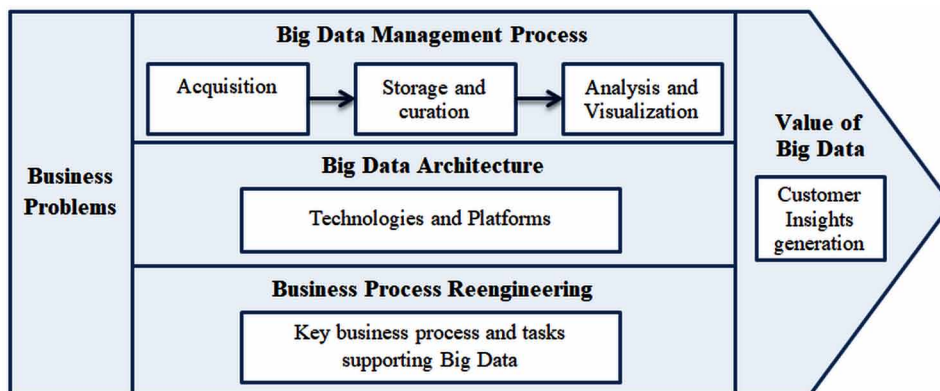 Business
Problems
Big Data Management Process
Acquisition
Storage and
curation
Analysis and
Visualization
Big Data Architecture
Technologies and Platforms
Business Process Reengineering
Key business process and tasks
supporting Big Data
Value of
Big Data
Customer
Insights
generation